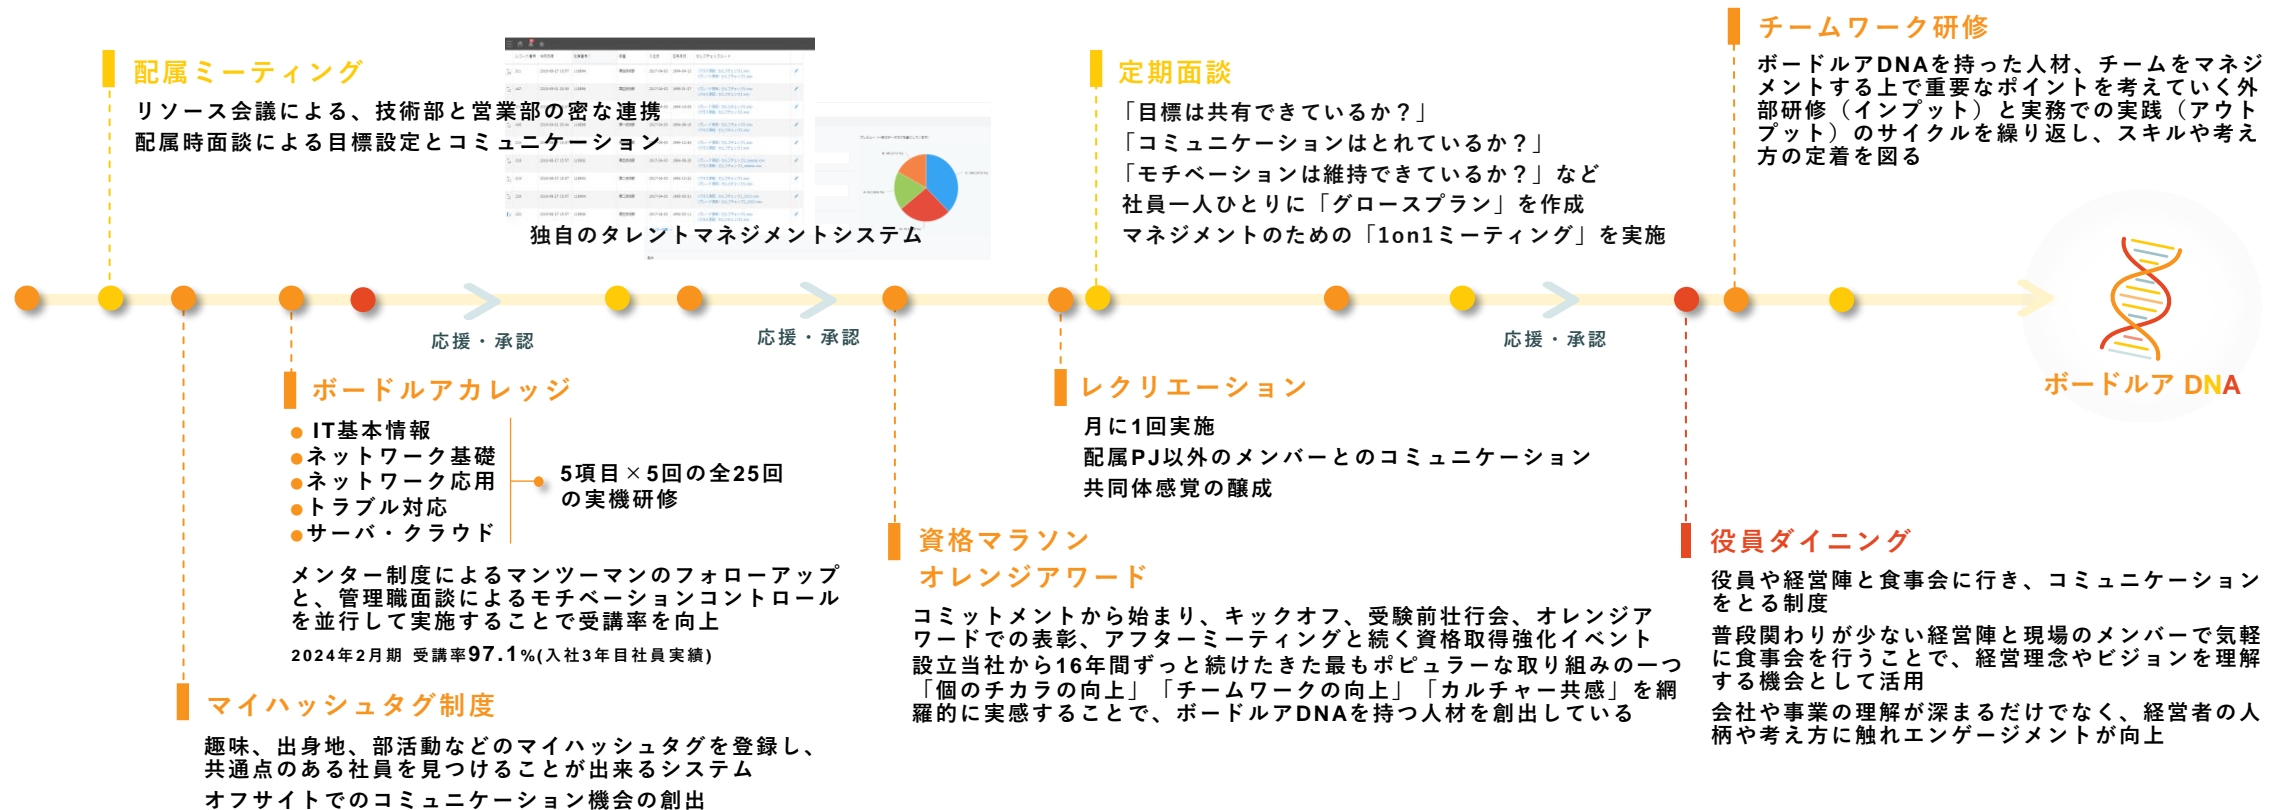 配属ミーティング
リソース会議による、技術部と営業部の密な連携
配属時面談による目標設定とコミュニケーション
独自のタレントマネジメントシステム
定期面談
「目標は共有できているか？」
「コミュニケーションはとれているか？」
「モチベーションは維持できているか？」など
社員一人ひとりに「グロースプラン」を作成
マネジメントのための「1on1ミーティング」を実施
チームワーク研修
ボードルアDNAを持った人材、チームをマネジ
メントする上で重要なポイントを考えていく外
部研修（インプット）と実務での実践（アウト
プット）のサイクルを繰り返し、スキルや考え
方の定着を図る
応援・承認
応援・承認
応援・承認
ボードルア DNA
ボードルアカレッジ
IT基本情報
ネットワーク基礎
ネットワーク応用
トラブル対応
サーバ・クラウド
5項目×5回の全25回
の実機研修
メンター制度によるマンツーマンのフォローアップ
と、管理職面談によるモチベーションコントロール
を並行して実施することで受講率を向上
2024年2月期 受講率97.1%(入社3年目社員実績)
マイハッシュタグ制度
趣味、出身地、部活動などのマイハッシュタグを登録し、
共通点のある社員を見つけることが出来るシステム
オフサイトでのコミュニケーション機会の創出
レクリエーション
月に1回実施
配属PJ以外のメンバーとのコミュニケーション
共同体感覚の醸成
資格マラソン
オレンジアワード
コミットメントから始まり、キックオフ、受験前壮行会、オレンジア
ワードでの表彰、アフターミーティングと続く資格取得強化イベント
設立当社から16年間ずっと続けたきた最もポピュラーな取り組みの一つ
「個のチカラの向上」「チームワークの向上」「カルチャー共感」を網
羅的に実感することで、ボードルアDNAを持つ人材を創出している
役員ダイニング
役員や経営陣と食事会に行き、コミュニケーション
をとる制度
普段関わりが少ない経営陣と現場のメンバーで気軽
に食事会を行うことで、経営理念やビジョンを理解
する機会として活用
会社や事業の理解が深まるだけでなく、経営者の人
柄や考え方に触れエンゲージメントが向上